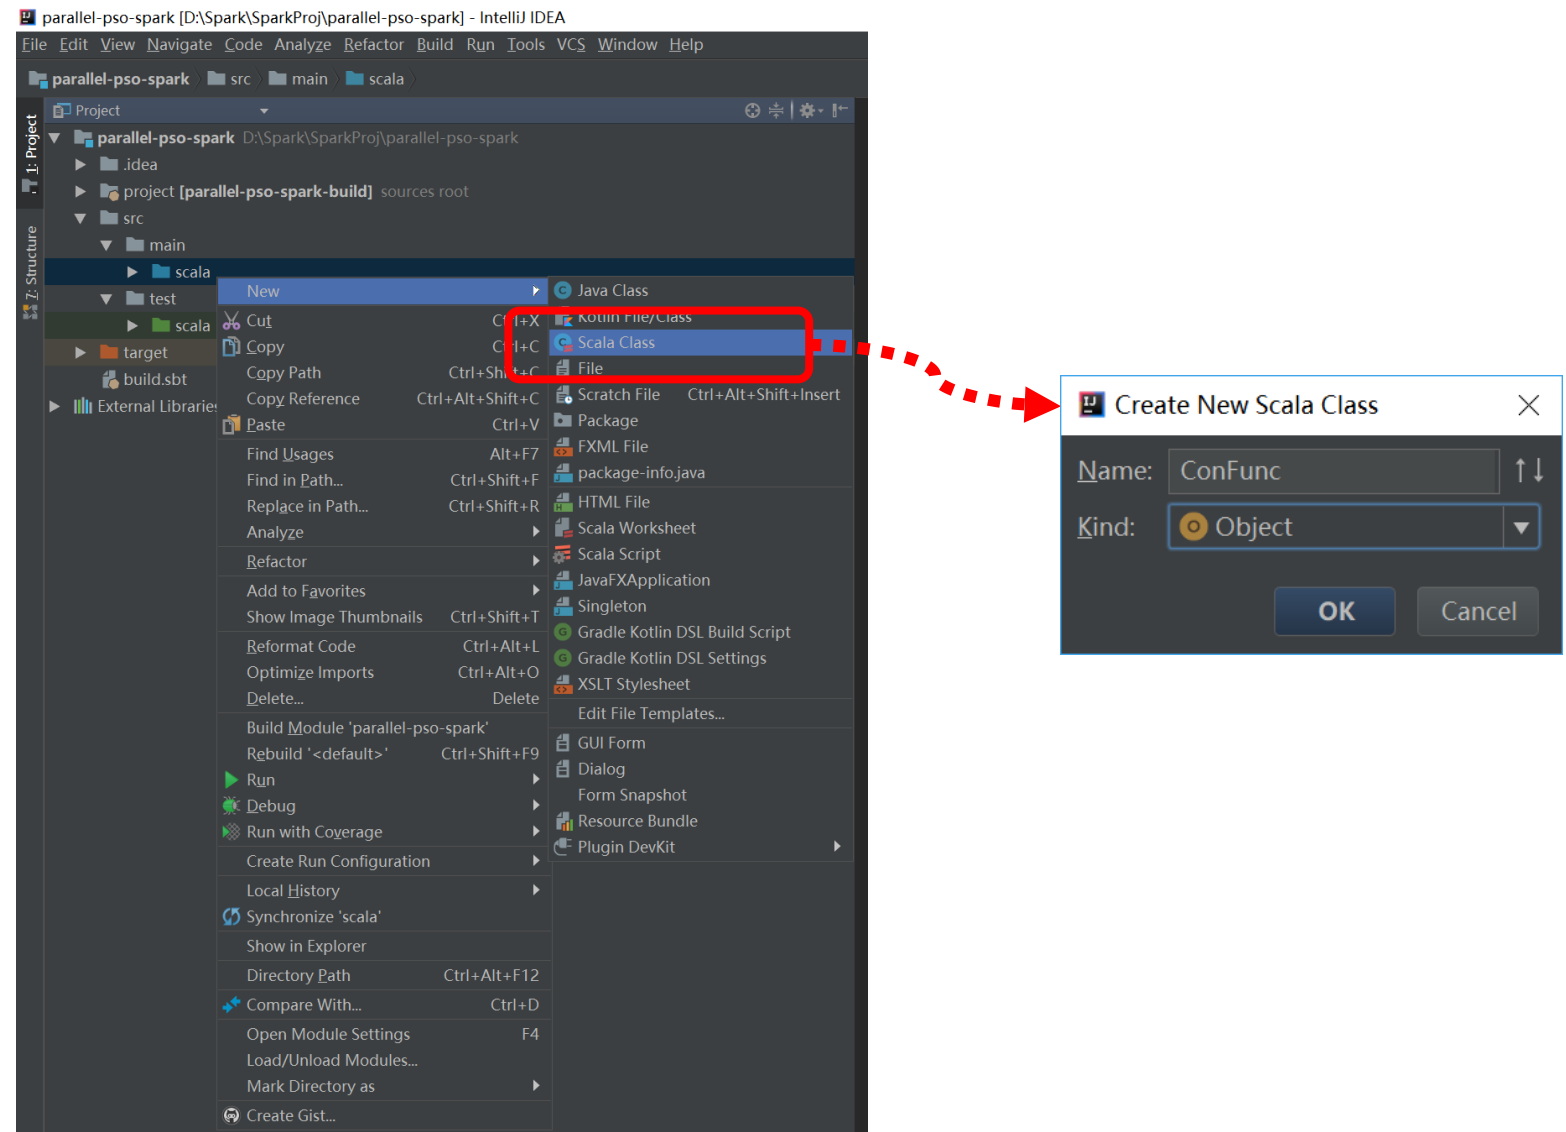 parallel-pso-spark [D:\Spark\SparkProj\parallel-pso-spark] - IntelliJ IDEA
File Edit View Navigate Code Analyze Refactor Build Run Tools VCS Window Help
parallel-pso-spark src main scala
Project
1: Project
7: Structure
parallel-pso-spark D:\Spark\SparkProj\parallel-pso-spark
.idea
project [parallel-pso-spark-build] sources root
src
main
scala
test
scala
target
build.sbt
External Libraries
New
Cut Ctrl+X
Copy Ctrl+C
Copy Path Ctrl+Shift+C
Copy Reference Ctrl+Alt+Shift+C
Paste Ctrl+V
Find Usages Alt+F7
Find in Path... Ctrl+Shift+F
Replace in Path... Ctrl+Shift+R
Analyze
Refactor
Add to Favorites
Show Image Thumbnails Ctrl+Shift+T
Reformat Code Ctrl+Alt+L
Optimize Imports Ctrl+Alt+O
Delete... Delete
Build Module 'parallel-pso-spark'
Rebuild '<default>' Ctrl+Shift+F9
Run
Debug
Run with Coverage
Create Run Configuration
Local History
Synchronize 'scala'
Show in Explorer
Directory Path Ctrl+Alt+F12
Compare With... Ctrl+D
Open Module Settings F4
Load/Unload Modules...
Mark Directory as
Create Gist...
Java Class
Kotlin File/Class
Scala Class
File
Scratch File Ctrl+Alt+Shift+Insert
Package
FXML File
package-info.java
HTML File
Scala Worksheet
Scala Script
JavaFXApplication
Singleton
Gradle Kotlin DSL Build Script
Gradle Kotlin DSL Settings
XSLT Stylesheet
Edit File Templates...
GUI Form
Dialog
Form Snapshot
Resource Bundle
Plugin DevKit
Create New Scala Class
Name: ConFunc
Kind: Object
OK Cancel